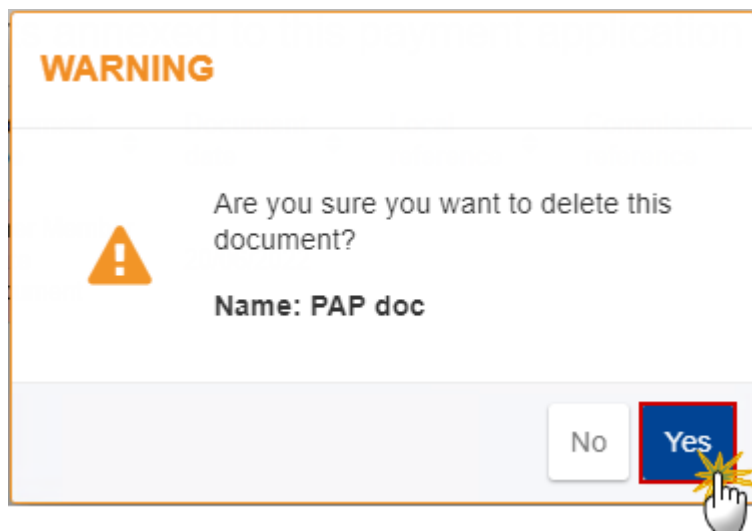 WARNING
Are you sure you want to delete this
document?
Name: PAP doc
No
Yes